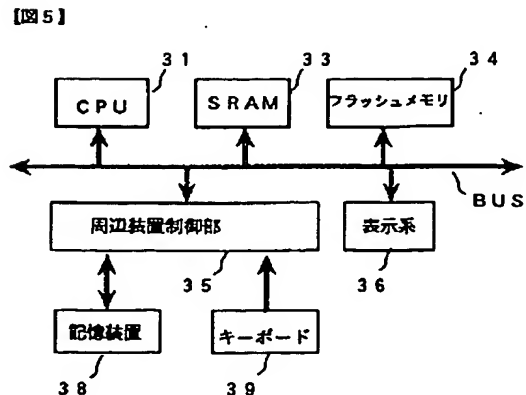 【図5】
31 33 34
CPU SRAM フラッシュメモリ
BUS
周辺装置制御部 表示系
35 36
記憶装置 キーボード
38 39